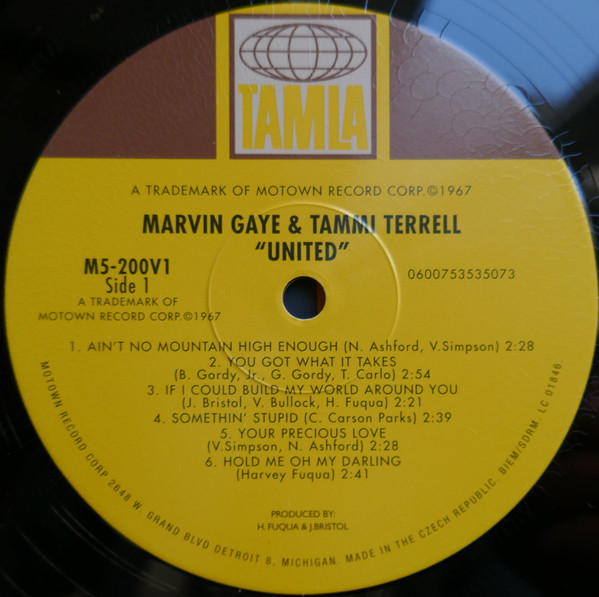 TAMLA
A TRADEMARK OF MOTOWN RECORD CORP.©1967
MARVIN GAYE & TAMMI TERRELL
"UNITED"
M5-200V1
Side 1
A TRADEMARK OF
MOTOWN RECORD CORP.©1967
0600753535073
1. AIN'T NO MOUNTAIN HIGH ENOUGH (N. Ashford, V.Simpson) 2:28
2. YOU GOT WHAT IT TAKES
(B. Gordy, Jr., G. Gordy, T. Carlo) 2:54
3. IF I COULD BUILD MY WORLD AROUND YOU
(J. Bristol, V. Bullock, H. Fuqua) 2:21
4. SOMETHIN' STUPID (C. Carson Parks) 2:39
5. YOUR PRECIOUS LOVE
(V.Simpson, N. Ashford) 2:28
6. HOLD ME OH MY DARLING
(Harvey Fuqua) 2:41
PRODUCED BY:
H. FUQUA & J.BRISTOL
MOTOWN RECORD CORP 2648 W. GRAND BLVD DETROIT 8, MICHIGAN. MADE IN THE CZECH REPUBLIC. BIEM/SDRM. LC 01846.